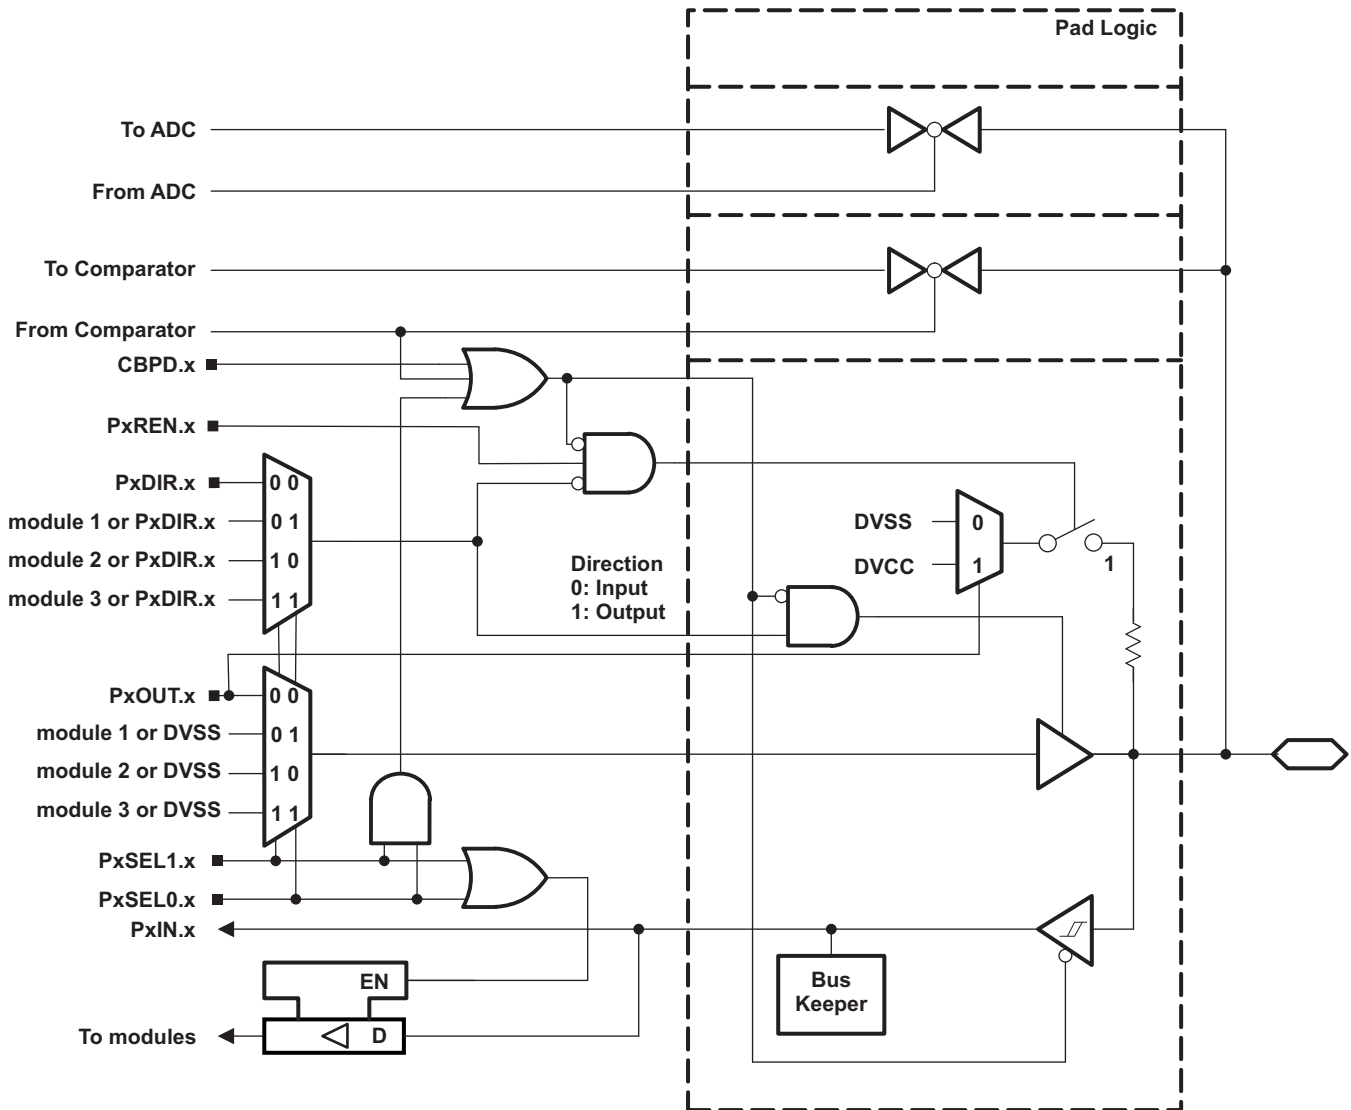 Pad Logic
To ADC
From ADC
To Comparator
From Comparator
CBPD.x
PxREN.x
PxDIR.x
0 0
module 1 or PxDIR.x
0 1
module 2 or PxDIR.x
1 0
module 3 or PxDIR.x
1 1
Direction
0: Input
1: Output
DVSS
0
DVCC
1
1
PxOUT.x
0 0
module 1 or DVSS
0 1
module 2 or DVSS
1 0
module 3 or DVSS
1 1
PxSEL1.x
PxSEL0.x
PxIN.x
EN
Bus
Keeper
To modules
D